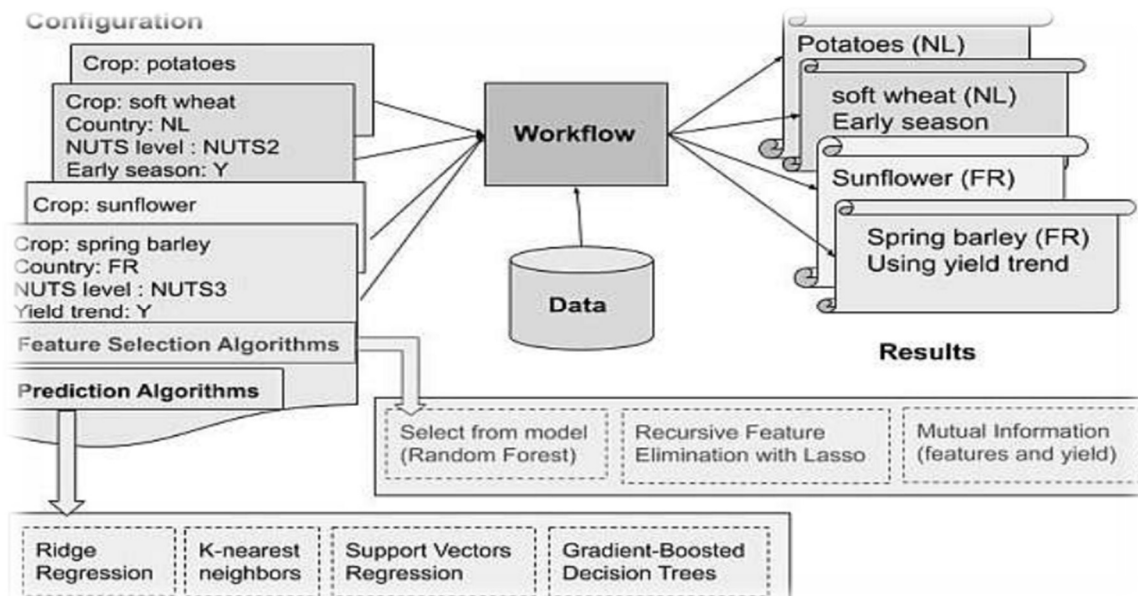 Configuration
Crop: potatoes
Crop: soft wheat
Country: NL
NUTS level : NUTS2
Early season: Y
Crop: sunflower
Crop: spring barley
Country: FR
NUTS level : NUTS3
Yield trend: Y
Feature Selection Algorithms
Prediction Algorithms
Workflow
Data
Potatoes (NL)
soft wheat (NL)
Early season
Sunflower (FR)
Spring barley (FR)
Using yield trend
Results
Select from model
(Random Forest)
Recursive Feature
Elimination with Lasso
Mutual Information
(features and yield)
Ridge
Regression
K-nearest
neighbors
Support Vectors
Regression
Gradient-Boosted
Decision Trees